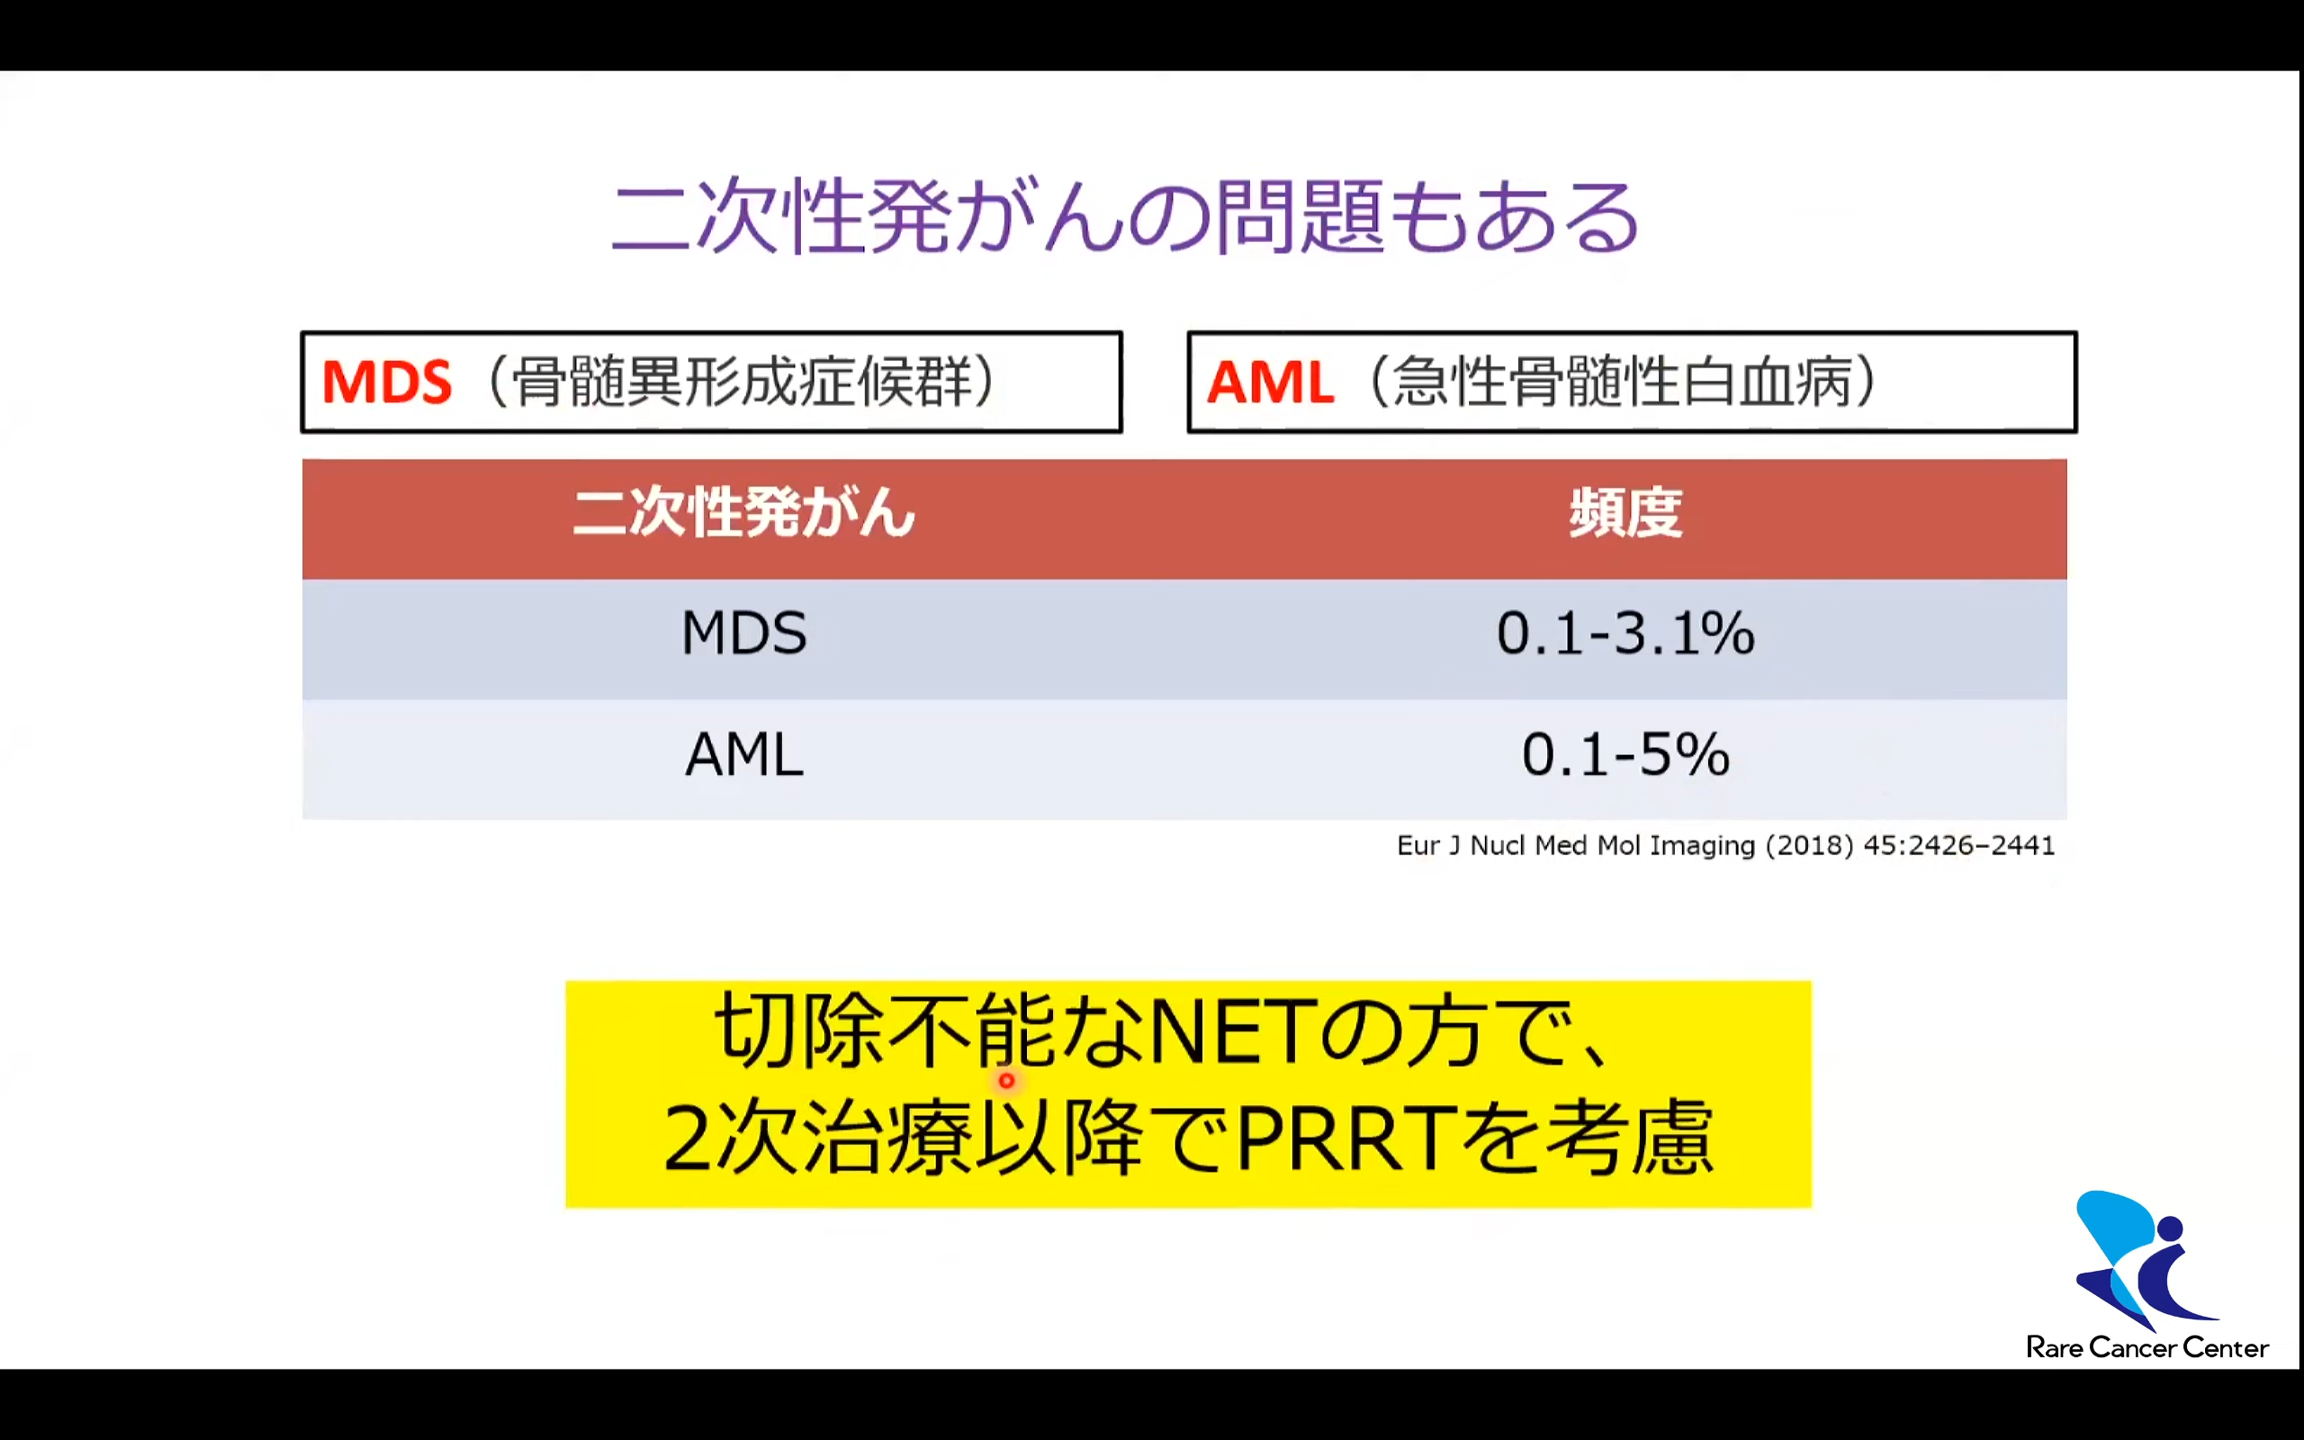 二次性発がんの問題もある
MDS（骨髄異形成症候群）
AML（急性骨髄性白血病）
二次性発がん 頻度
MDS 0.1-3.1%
AML 0.1-5%
Eur J Nucl Med Mol Imaging (2018) 45:2426–2441
切除不能なNETの方で、
2次治療以降でPRRTを考慮
Rare Cancer Center